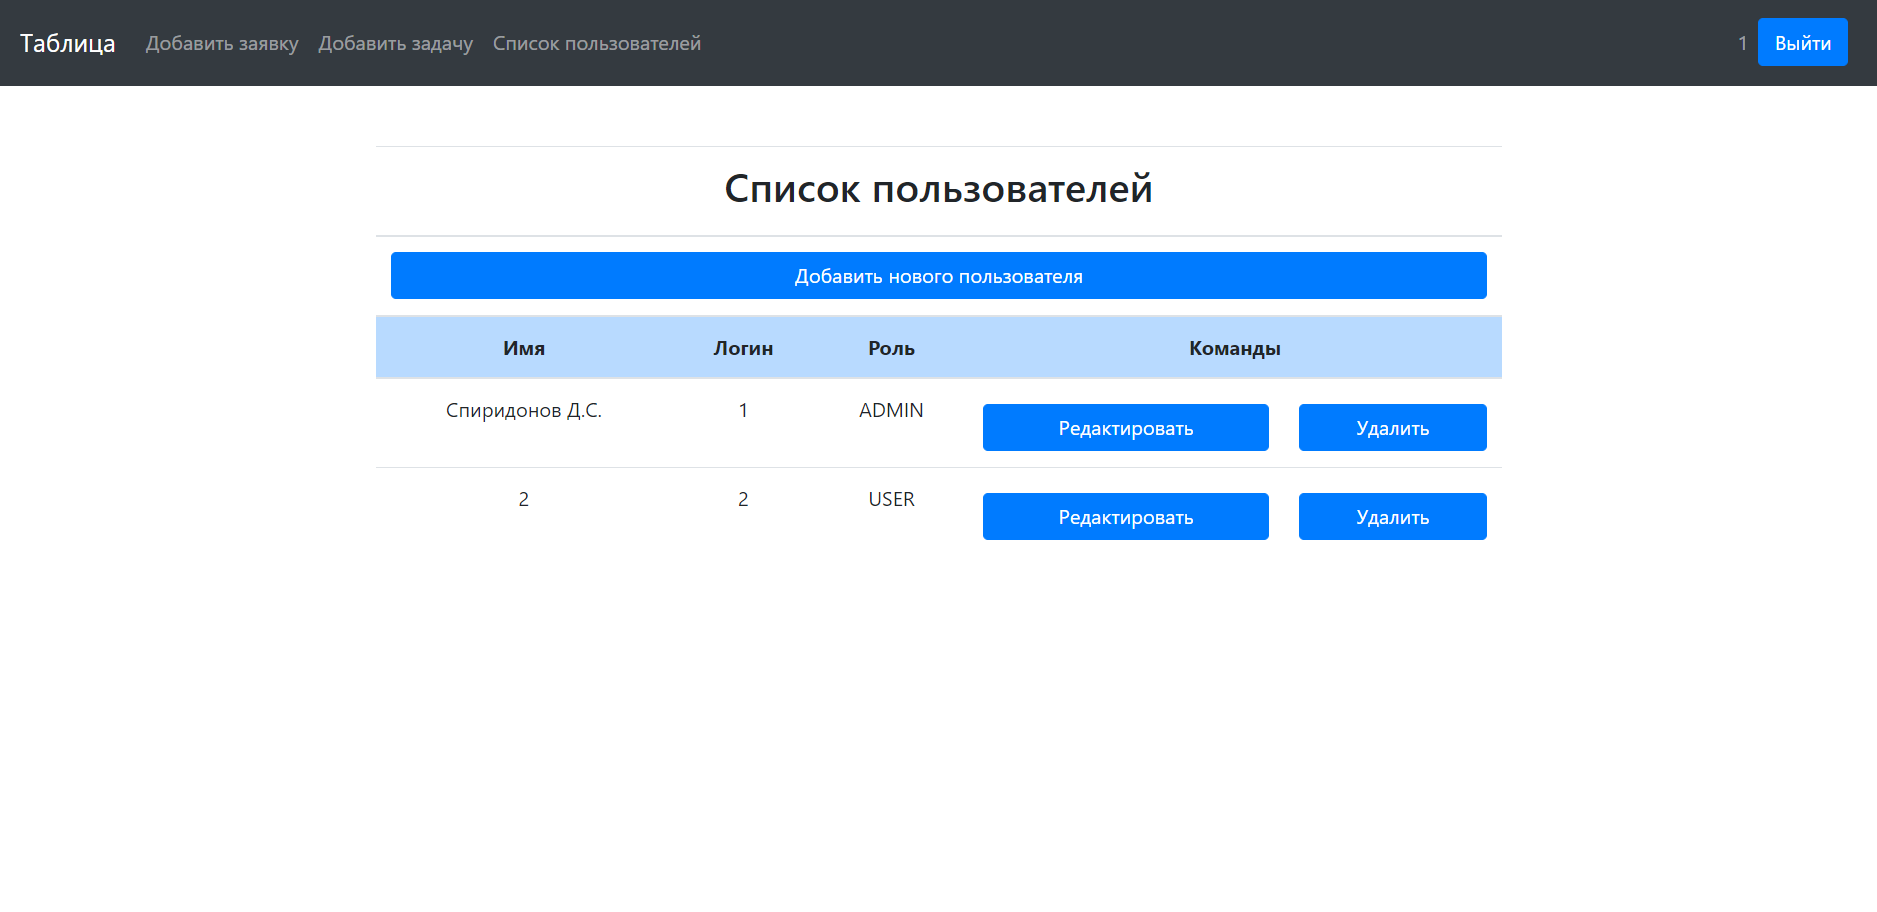 Таблица Добавить заявку Добавить задачу Список пользователей 1 Выйти
Список пользователей
Добавить нового пользователя
Имя Логин Роль Команды
Спиридонов Д.С. 1 ADMIN Редактировать Удалить
2 2 USER Редактировать Удалить